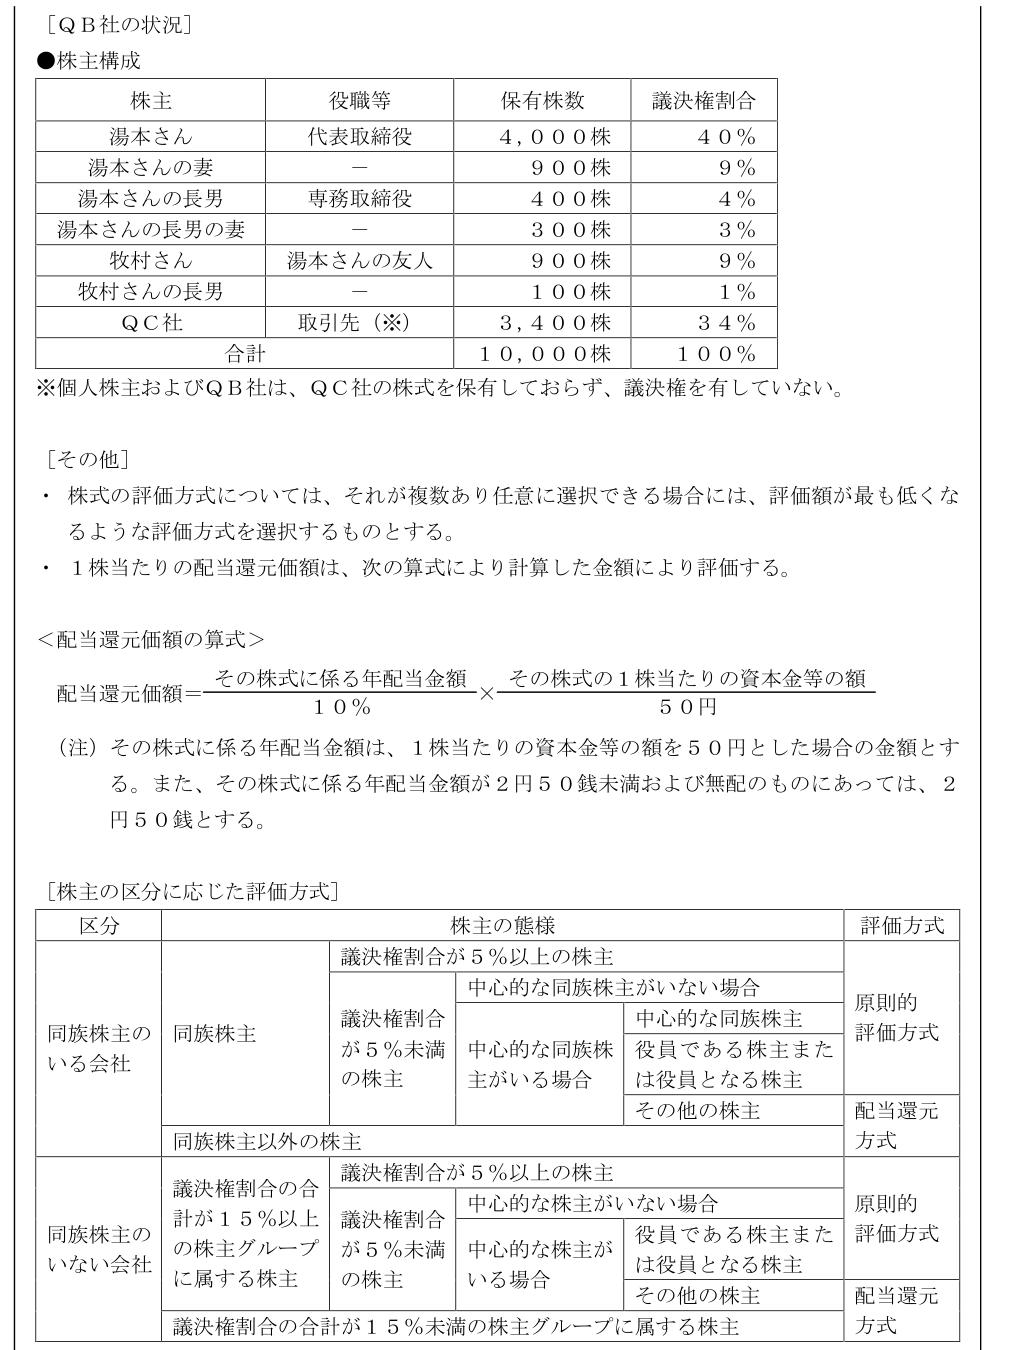 ［ＱＢ社の状況］
●株主構成
株主 役職等 保有株数 議決権割合
湯本さん 代表取締役 ４,０００株 ４０％
湯本さんの妻 － ９００株 ９％
湯本さんの長男 専務取締役 ４００株 ４％
湯本さんの長男の妻 － ３００株 ３％
牧村さん 湯本さんの友人 ９００株 ９％
牧村さんの長男 － １００株 １％
ＱＣ社 取引先（※） ３,４００株 ３４％
合計 １０,０００株 １００％
※個人株主およびＱＢ社は、ＱＣ社の株式を保有しておらず、議決権を有していない。
［その他］
・ 株式の評価方式については、それが複数あり任意に選択できる場合には、評価額が最も低くな
るような評価方式を選択するものとする。
・ １株当たりの配当還元価額は、次の算式により計算した金額により評価する。
＜配当還元価額の算式＞
その株式に係る年配当金額 その株式の１株当たりの資本金等の額
配当還元価額＝ ×
１０％ ５０円
（注）その株式に係る年配当金額は、１株当たりの資本金等の額を５０円とした場合の金額とす
る。また、その株式に係る年配当金額が２円５０銭未満および無配のものにあっては、２
円５０銭とする。
［株主の区分に応じた評価方式］
区分 株主の態様 評価方式
同族株主の
いる会社
同族株主
議決権割合が５％以上の株主
議決権割合
が５％未満
の株主
中心的な同族株主がいない場合
中心的な同族株
主がいる場合
中心的な同族株主
役員である株主また
は役員となる株主
その他の株主
同族株主以外の株主
原則的
評価方式
配当還元
方式
同族株主の
いない会社
議決権割合の合
計が１５％以上
の株主グループ
に属する株主
議決権割合が５％以上の株主
議決権割合
が５％未満
の株主
中心的な株主がいない場合
中心的な株主が
いる場合
役員である株主また
は役員となる株主
その他の株主
議決権割合の合計が１５％未満の株主グループに属する株主
原則的
評価方式
配当還元
方式